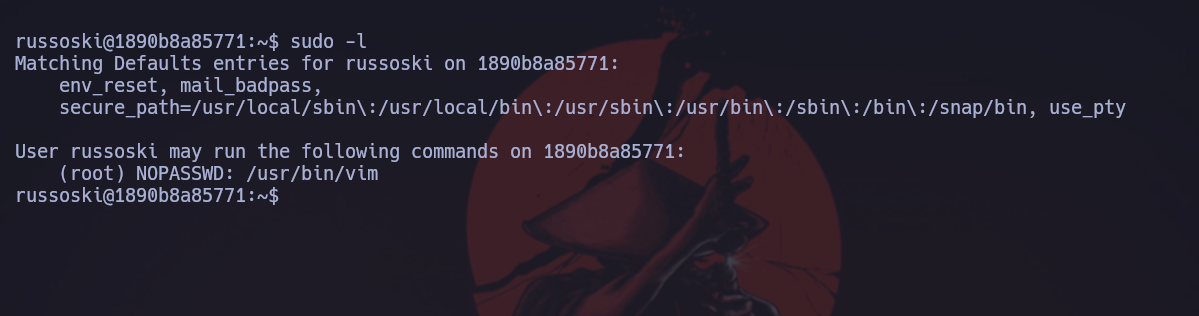 russoski@1890b8a85771:~$ sudo -l
Matching Defaults entries for russoski on 1890b8a85771:
    env_reset, mail_badpass,
    secure_path=/usr/local/sbin\:/usr/local/bin\:/usr/sbin\:/usr/bin\:/sbin\:/bin\:/snap/bin, use_pty
User russoski may run the following commands on 1890b8a85771:
    (root) NOPASSWD: /usr/bin/vim
russoski@1890b8a85771:~$